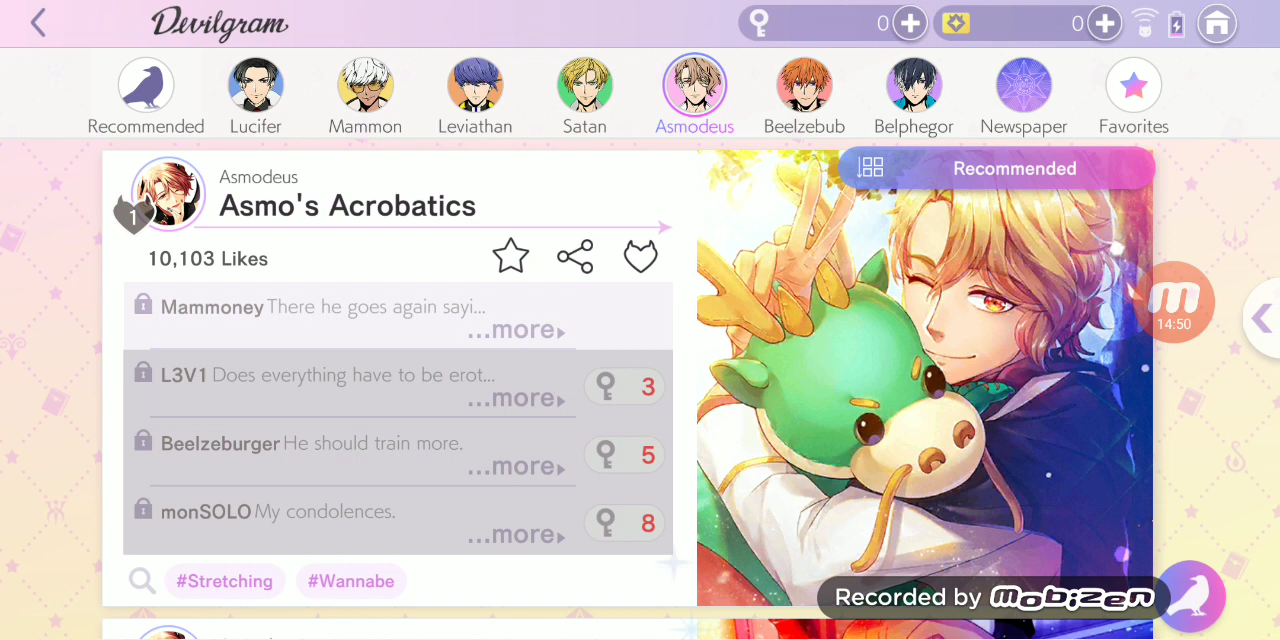 Devilgram
0
0
Recommended
Lucifer
Mammon
Leviathan
Satan
Asmodeus
Beelzebub
Belphegor
Newspaper
Favorites
Asmodeus
Asmo's Acrobatics
1
10,103 Likes
Mammoney There he goes again sayi...
...more
L3V1 Does everything have to be erot...
...more
3
Beelzeburger He should train more.
...more
5
monSOLO My condolences.
...more
8
#Stretching #Wannabe
Recommended
14:50
Recorded by Mobizen